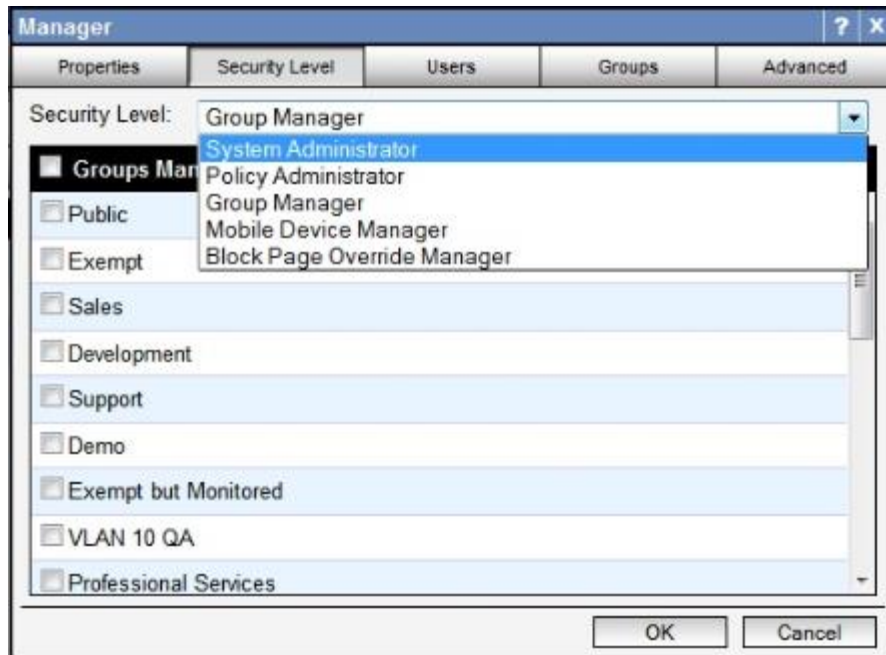 Manager ? X
Properties Security Level Users Groups Advanced
Security Level: Group Manager
System Administrator
Policy Administrator
Group Manager
Mobile Device Manager
Block Page Override Manager
Groups
Public
Exempt
Sales
Development
Support
Demo
Exempt but Monitored
VLAN 10 QA
Professional Services
OK Cancel